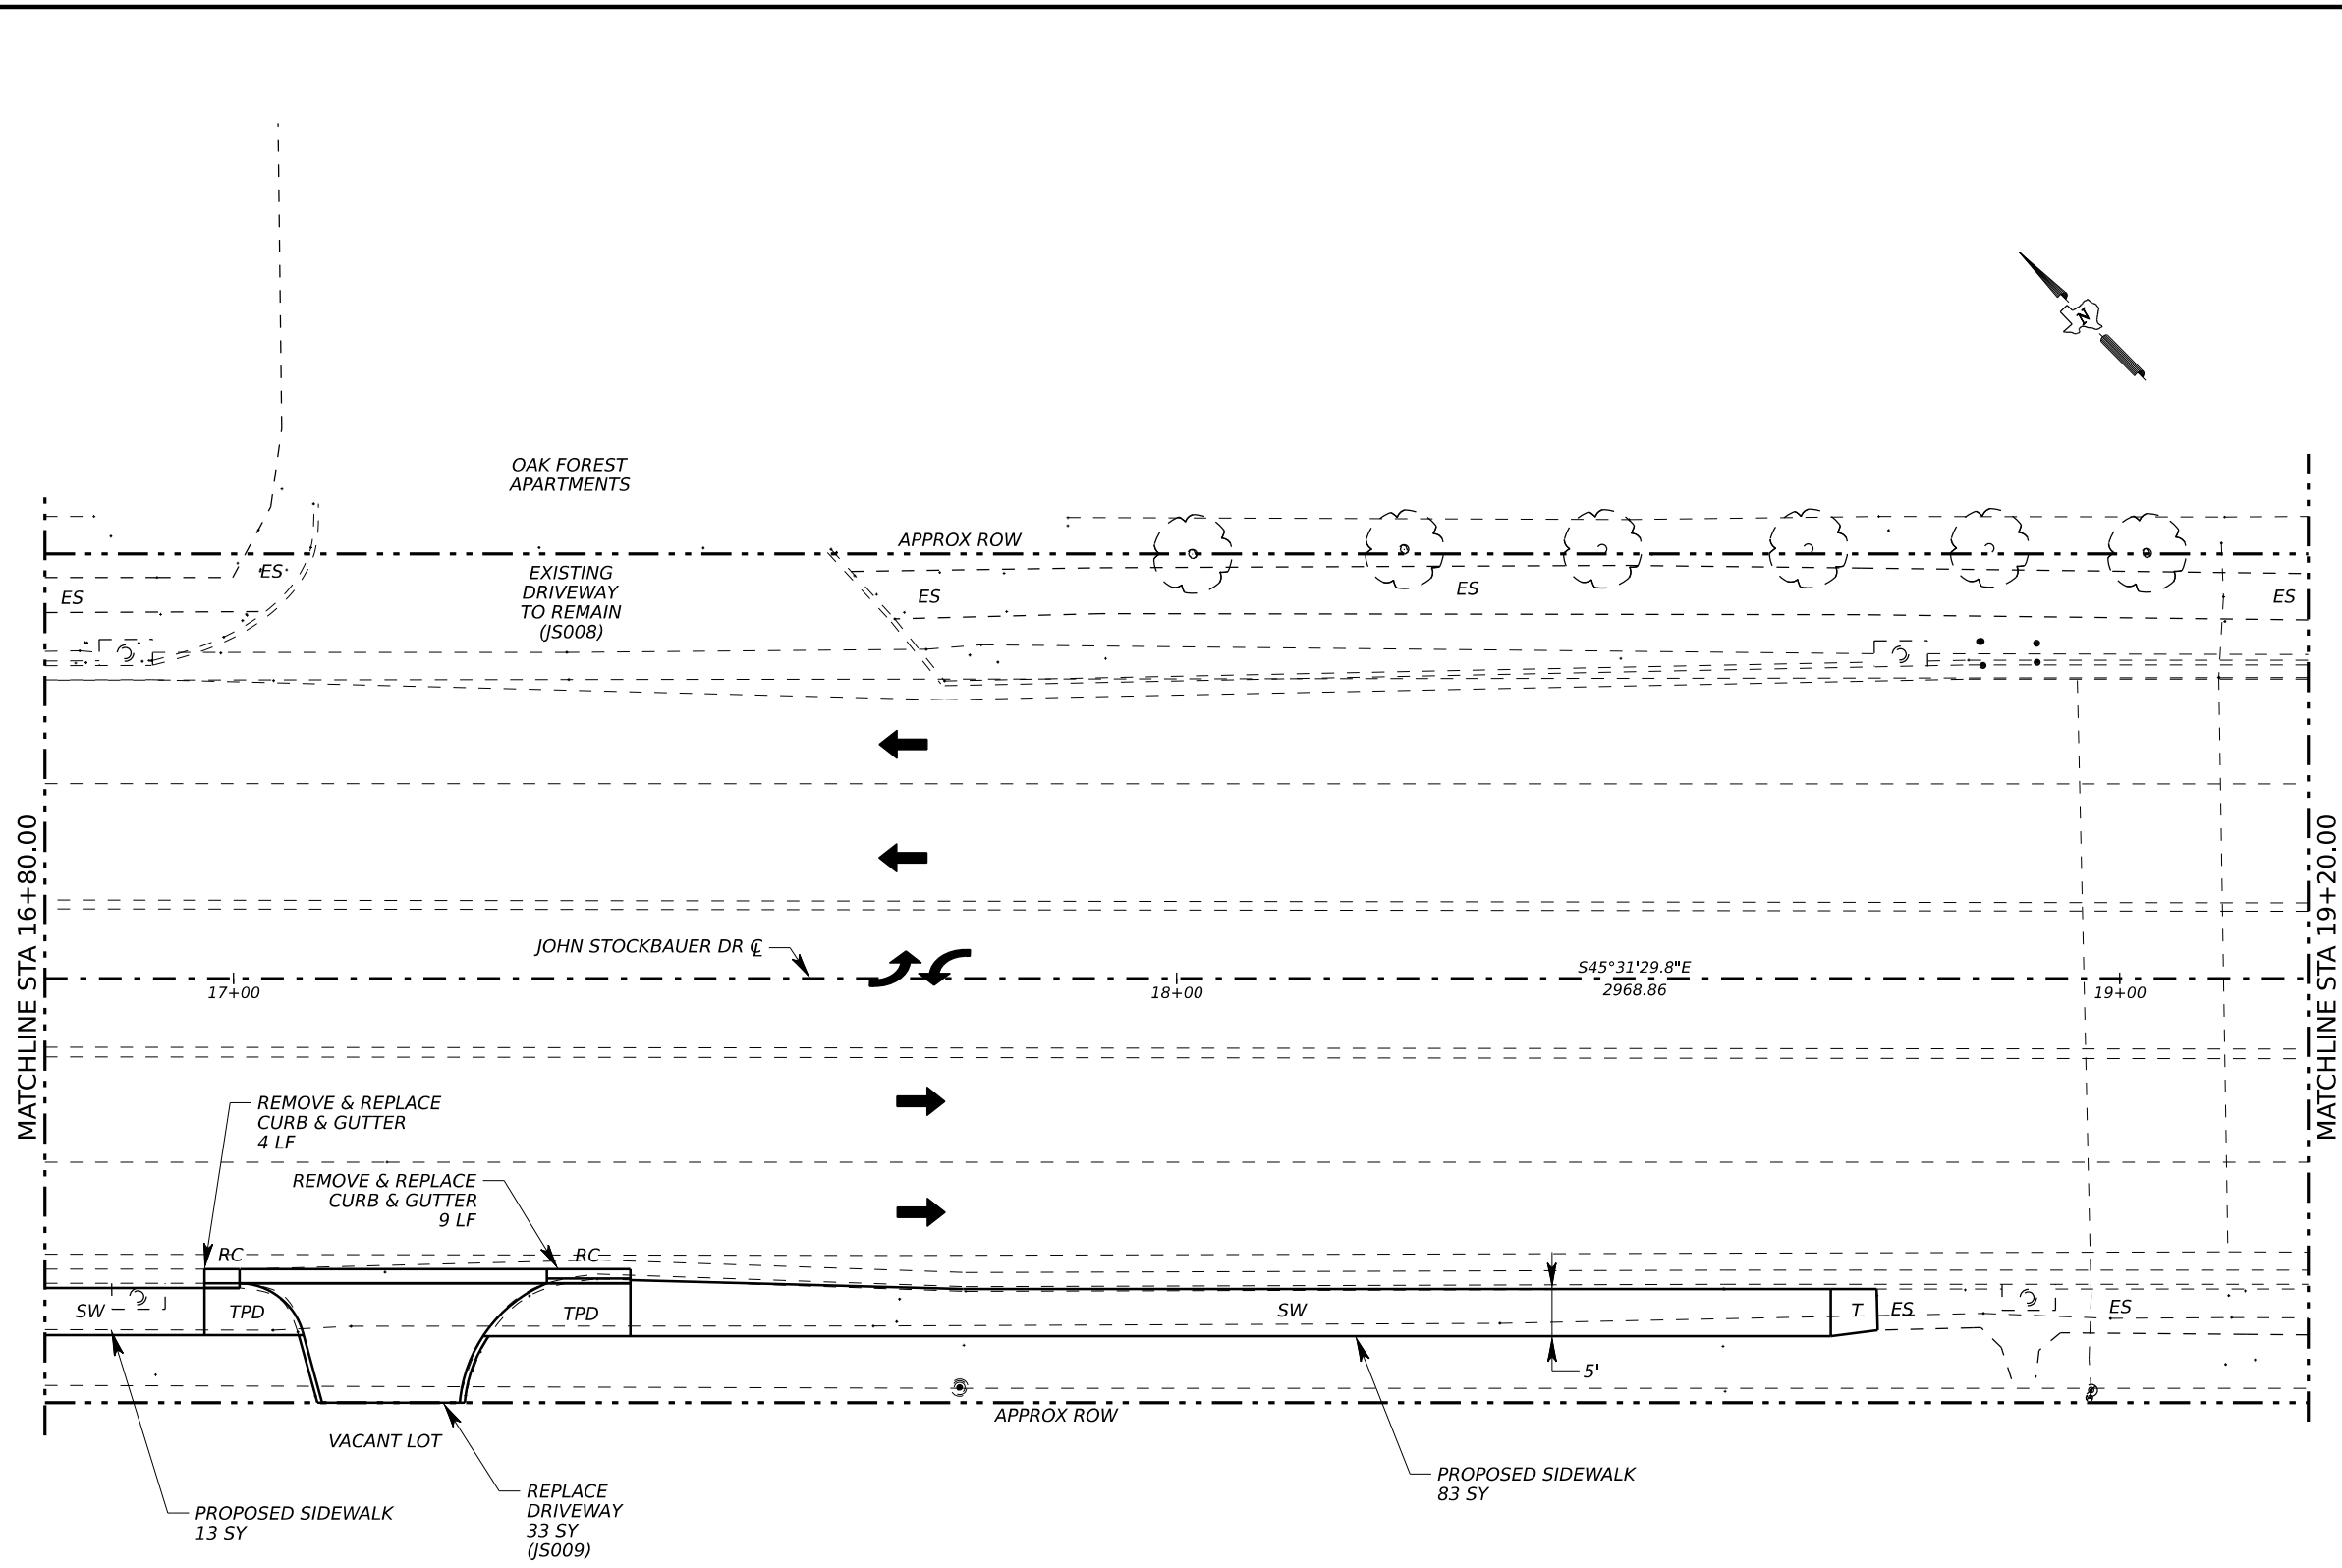 N
OAK FOREST
APARTMENTS
APPROX ROW
ES
EXISTING
DRIVEWAY
TO REMAIN
(JS008)
ES
ES
ES
ES
MATCHLINE STA 16+80.00
MATCHLINE STA 19+20.00
JOHN STOCKBAUER DR ℄
S45°31'29.8"E
2968.86
17+00
18+00
19+00
REMOVE & REPLACE
CURB & GUTTER
4 LF
REMOVE & REPLACE
CURB & GUTTER
9 LF
RC
RC
SW
TPD
TPD
SW
T
ES
ES
5'
APPROX ROW
VACANT LOT
PROPOSED SIDEWALK
13 SY
REPLACE
DRIVEWAY
33 SY
(JS009)
PROPOSED SIDEWALK
83 SY